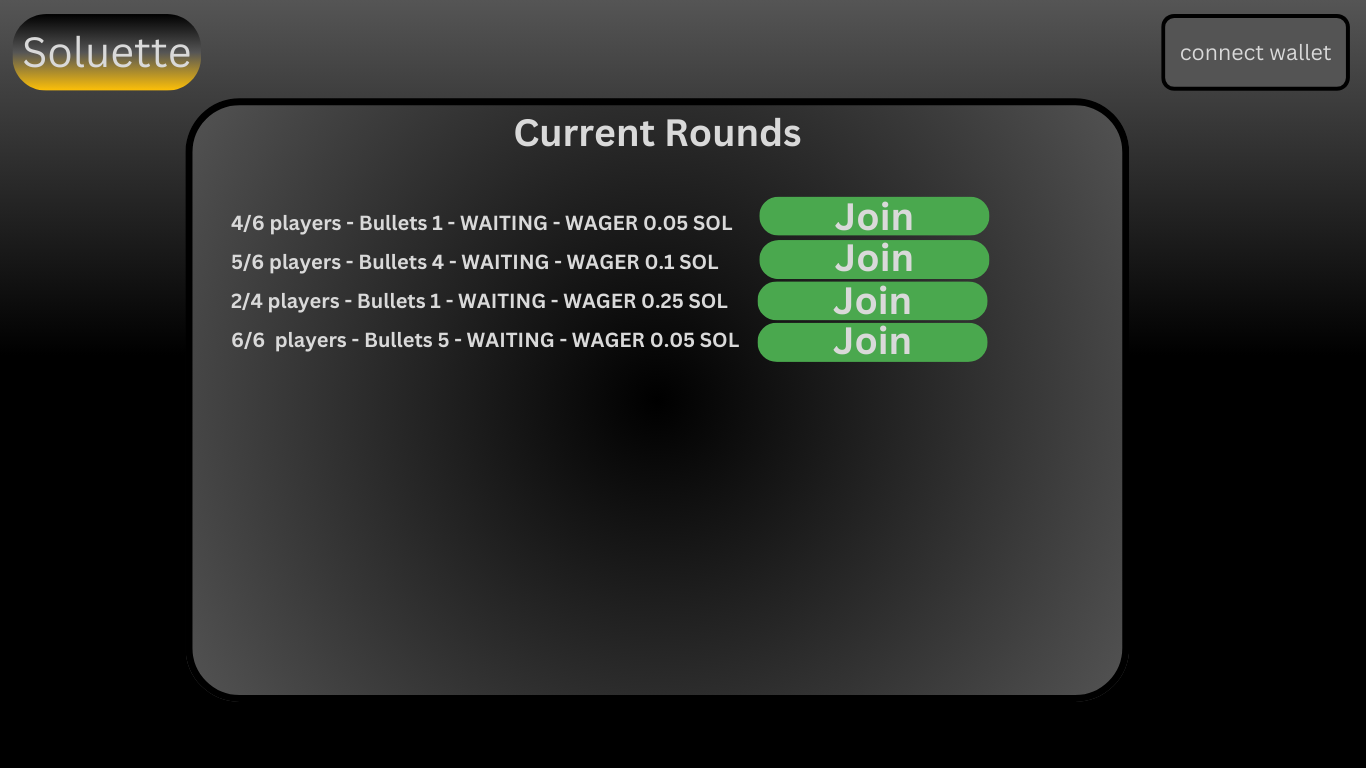 Soluette
connect wallet
Current Rounds
4/6 players - Bullets 1 - WAITING - WAGER 0.05 SOL Join
5/6 players - Bullets 4 - WAITING - WAGER 0.1 SOL Join
2/4 players - Bullets 1 - WAITING - WAGER 0.25 SOL Join
6/6  players - Bullets 5 - WAITING - WAGER 0.05 SOL Join